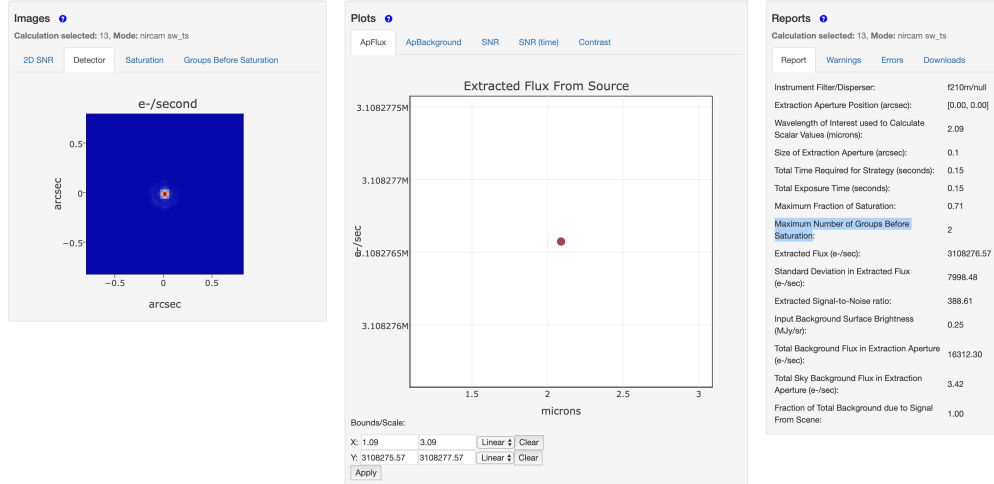 Images
Calculation selected: 13, Mode: nircam sw_ts
2D SNR
Detector
Saturation
Groups Before Saturation
e-/second
0.5
0
−0.5
arcsec
−0.5
0
0.5
arcsec
Plots
ApFlux
ApBackground
SNR
SNR (time)
Contrast
Extracted Flux From Source
3.1082775M
3.108277M
3.1082765M
3.108276M
e-/sec
1.5
2
2.5
3
microns
Bounds/Scale:
X: 1.09 3.09 Linear Clear
Y: 3108275.57 3108277.57 Linear Clear
Apply
Reports
Calculation selected: 13, Mode: nircam sw_ts
Report
Warnings
Errors
Downloads
Instrument Filter/Disperser: f210m/null
Extraction Aperture Position (arcsec): [0.00, 0.00]
Wavelength of Interest used to Calculate
Scalar Values (microns): 2.09
Size of Extraction Aperture (arcsec): 0.1
Total Time Required for Strategy (seconds): 0.15
Total Exposure Time (seconds): 0.15
Maximum Fraction of Saturation: 0.71
Maximum Number of Groups Before
Saturation: 2
Extracted Flux (e-/sec): 3108276.57
Standard Deviation in Extracted Flux
(e-/sec): 7998.48
Extracted Signal-to-Noise ratio: 388.61
Input Background Surface Brightness
(MJy/sr): 0.25
Total Background Flux in Extraction Aperture
(e-/sec): 16312.30
Total Sky Background Flux in Extraction
Aperture (e-/sec): 3.42
Fraction of Total Background due to Signal
From Scene: 1.00